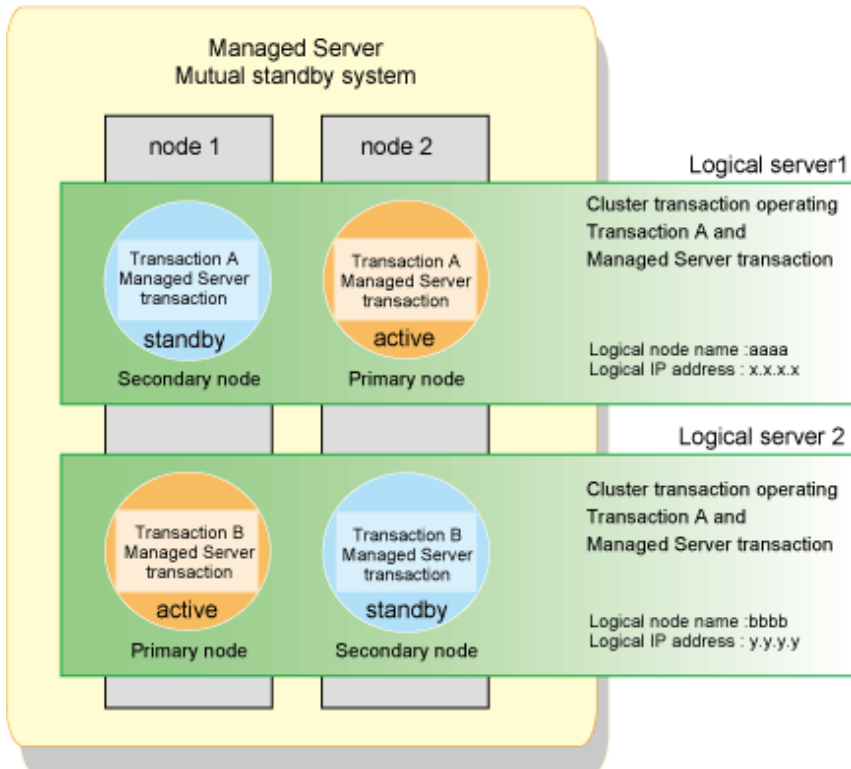 Managed Server
Mutual standby system
node 1
node 2
Logical server1
Transaction A
Managed Server
transaction
standby
Secondary node
Transaction A
Managed Server
transaction
active
Primary node
Cluster transaction operating
Transaction A and
Managed Server transaction
Logical node name :aaaa
Logical IP address : x.x.x.x
Logical server 2
Transaction B
Managed Server
transaction
active
Primary node
Transaction B
Managed Server
transaction
standby
Secondary node
Cluster transaction operating
Transaction A and
Managed Server transaction
Logical node name :bbbb
Logical IP address : y.y.y.y